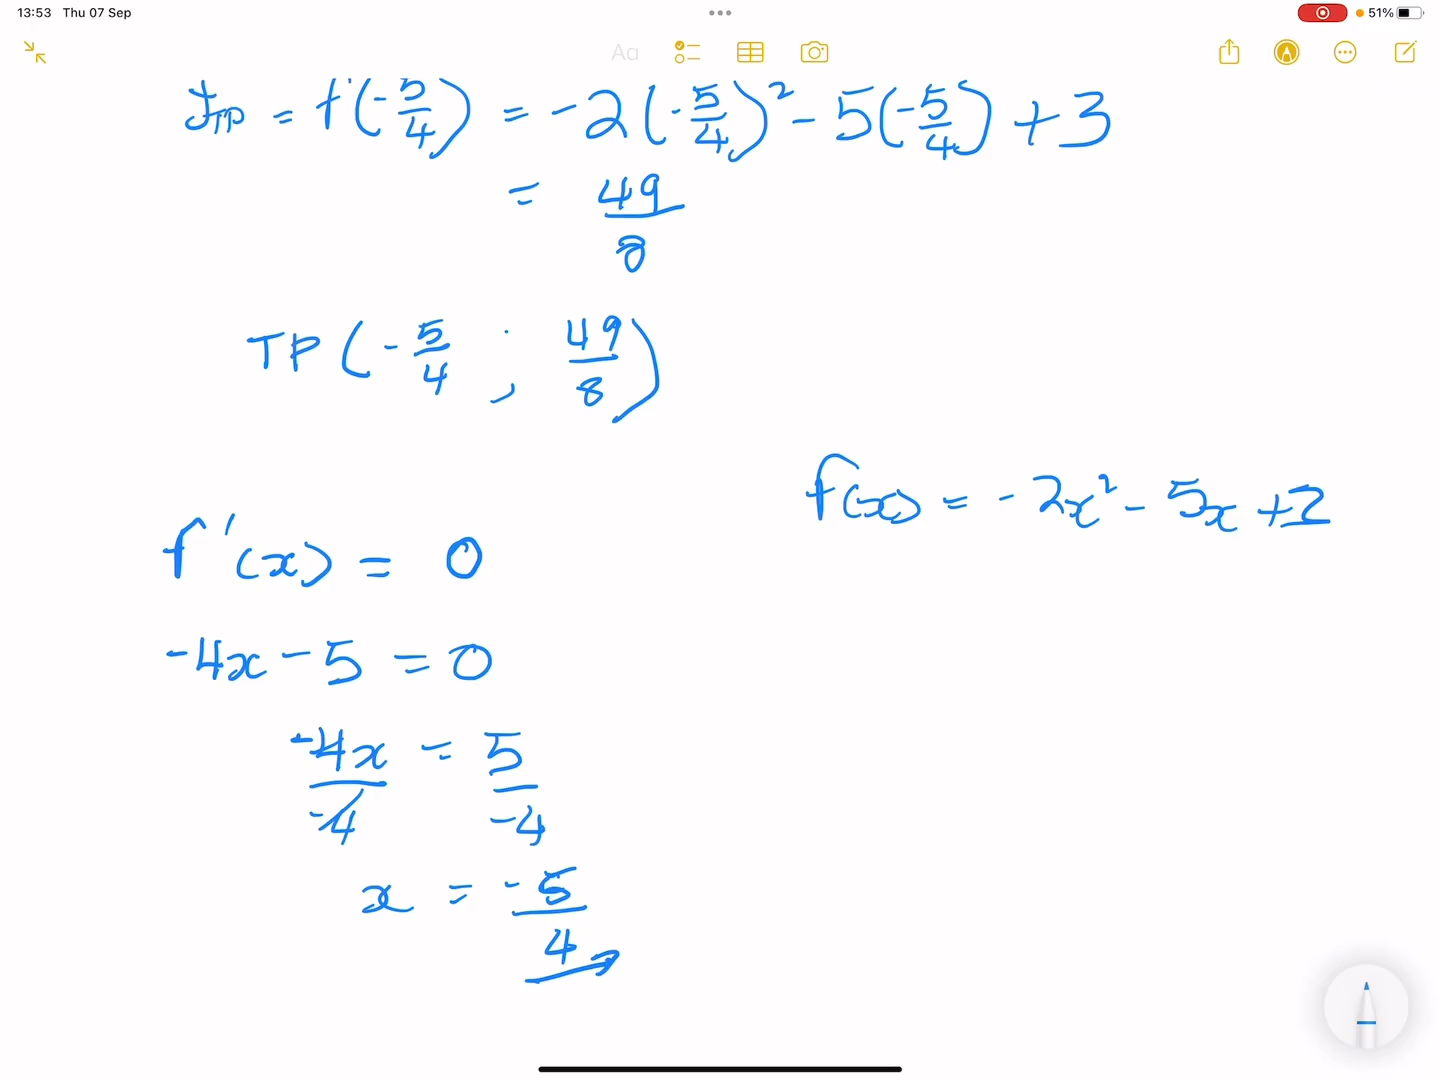 13:53 Thu 07 Sep
51%
Aa
y_TP = f(-5/4) = -2(-5/4)² - 5(-5/4) + 3
= 49/8
TP (-5/4 ; 49/8)
f(x) = -2x² - 5x + 2
f'(x) = 0
-4x - 5 = 0
-4x/-4 = 5/-4
x = -5/4